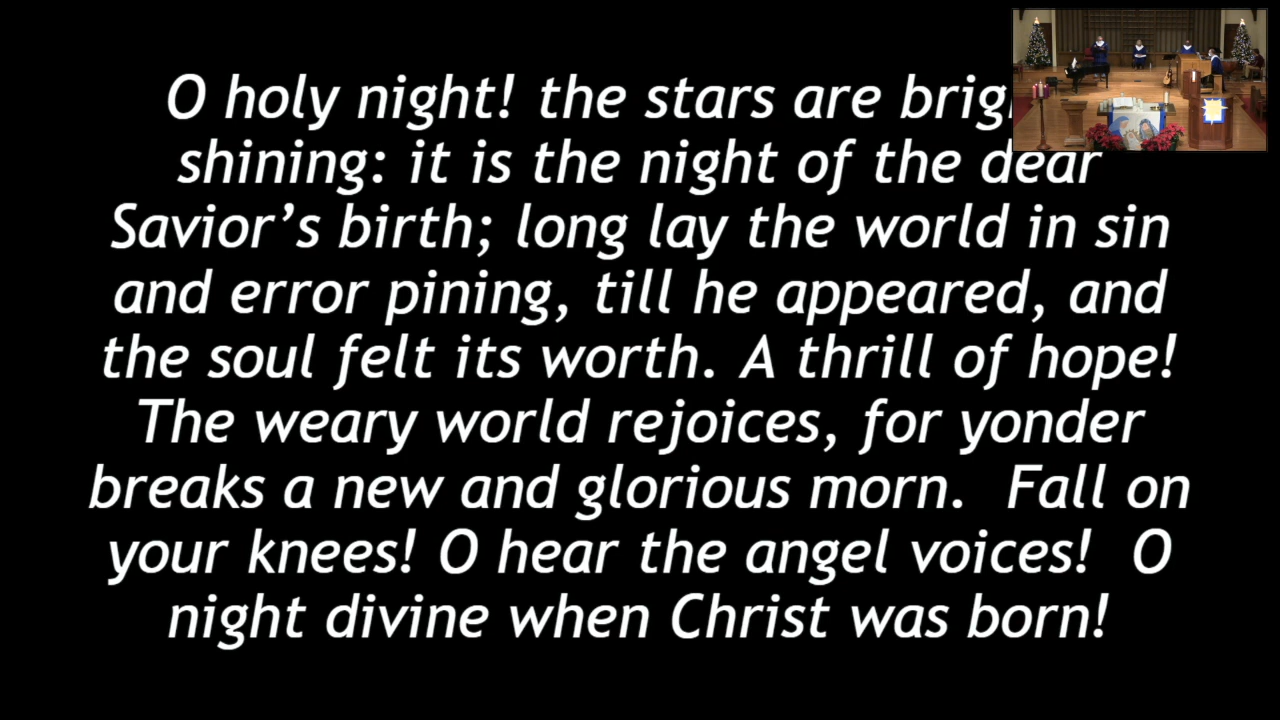 O holy night! the stars are brig
shining: it is the night of the dear
Savior’s birth; long lay the world in sin
and error pining, till he appeared, and
the soul felt its worth. A thrill of hope!
The weary world rejoices, for yonder
breaks a new and glorious morn.  Fall on
your knees! O hear the angel voices!  O
night divine when Christ was born!